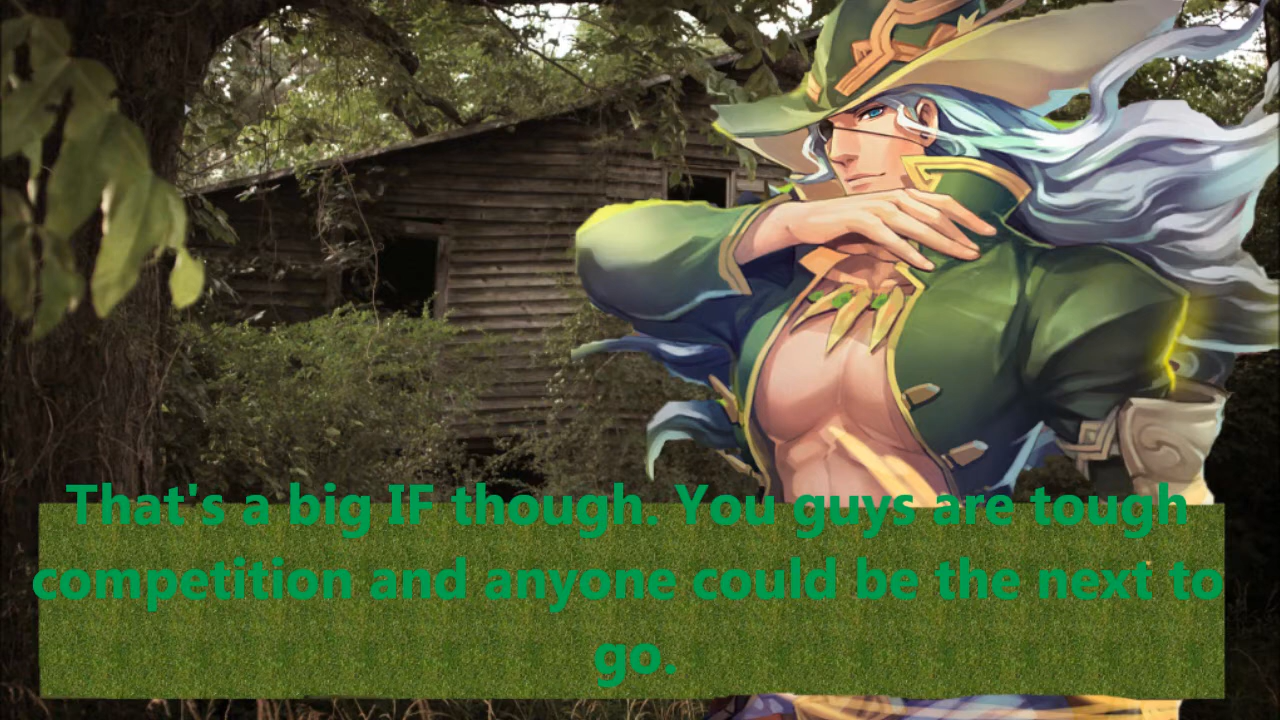 That's a big IF though. You guys are tough
competition and anyone could be the next to
go.